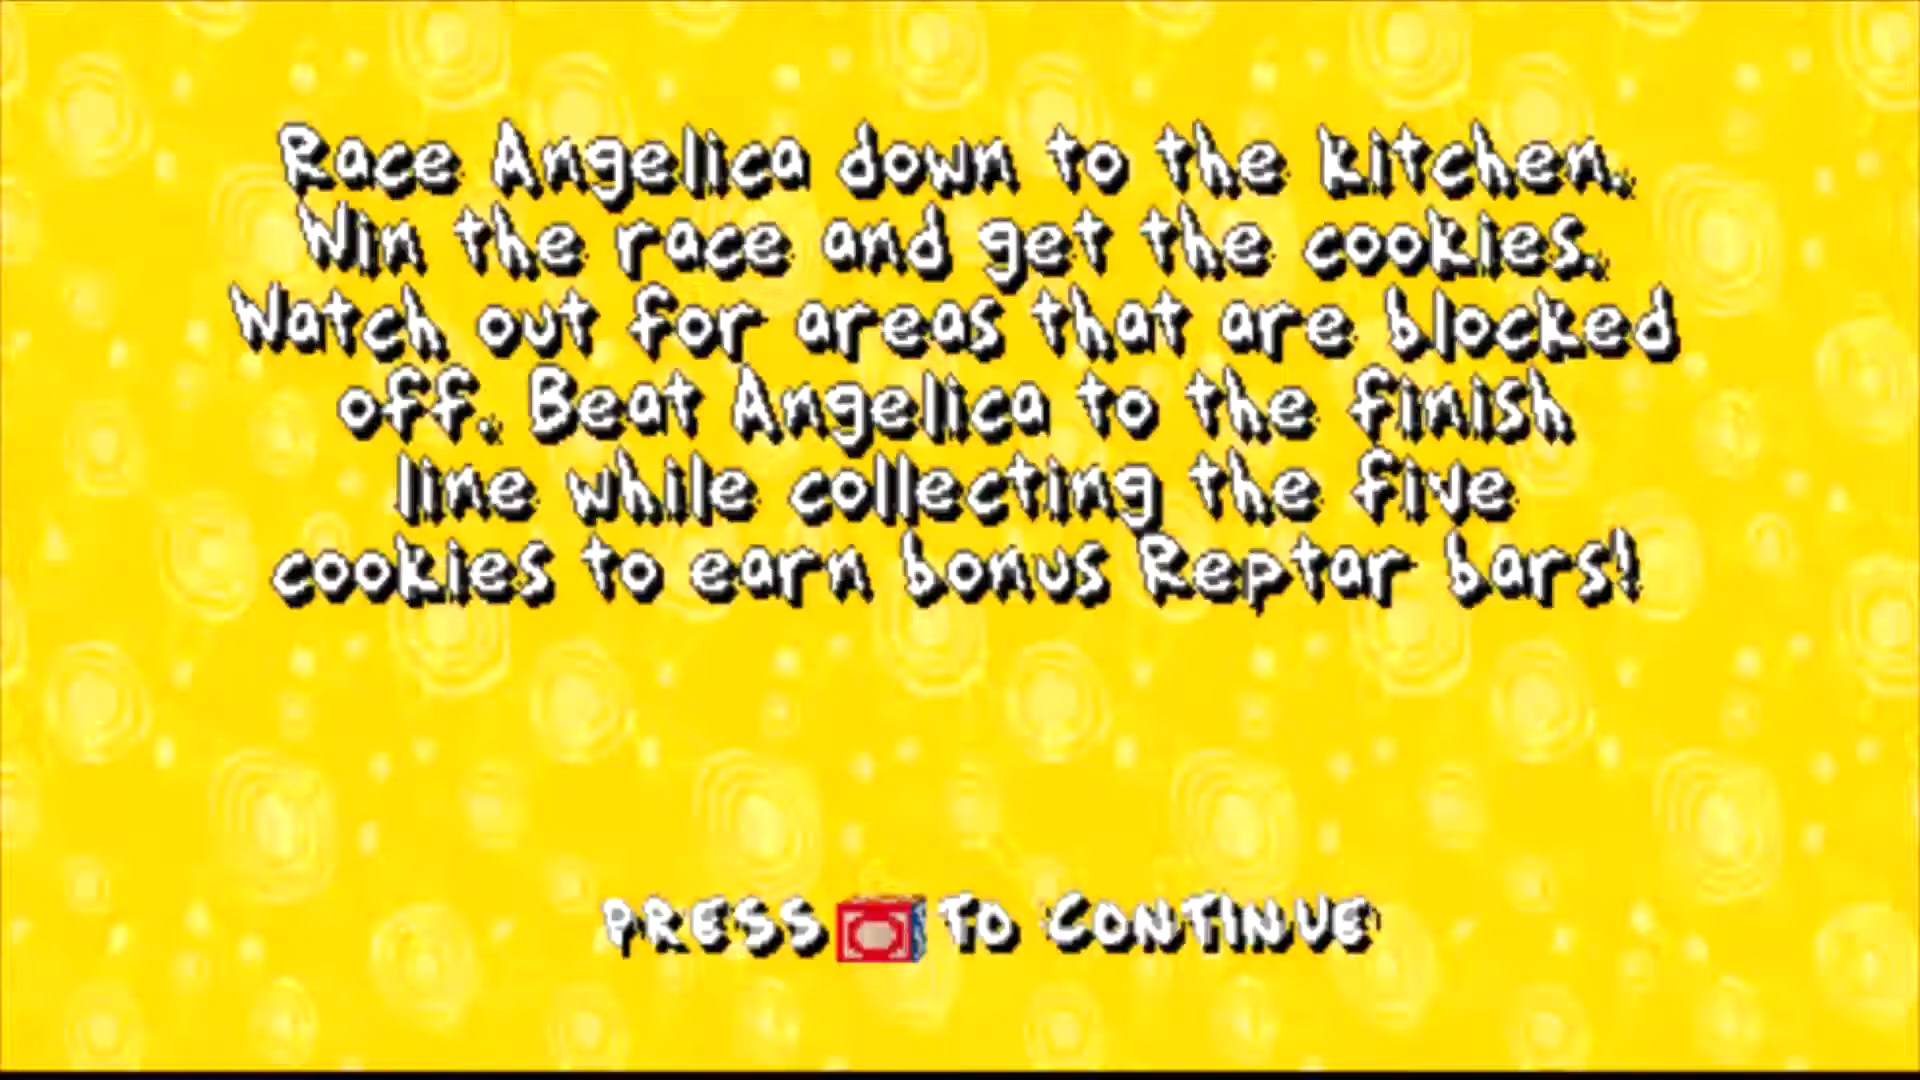 Race Angelica down to the kitchen.
Win the race and get the cookies.
Watch out for areas that are blocked
off. Beat Angelica to the finish
line while collecting the five
cookies to earn bonus Reptar bars!
PRESS TO CONTINUE